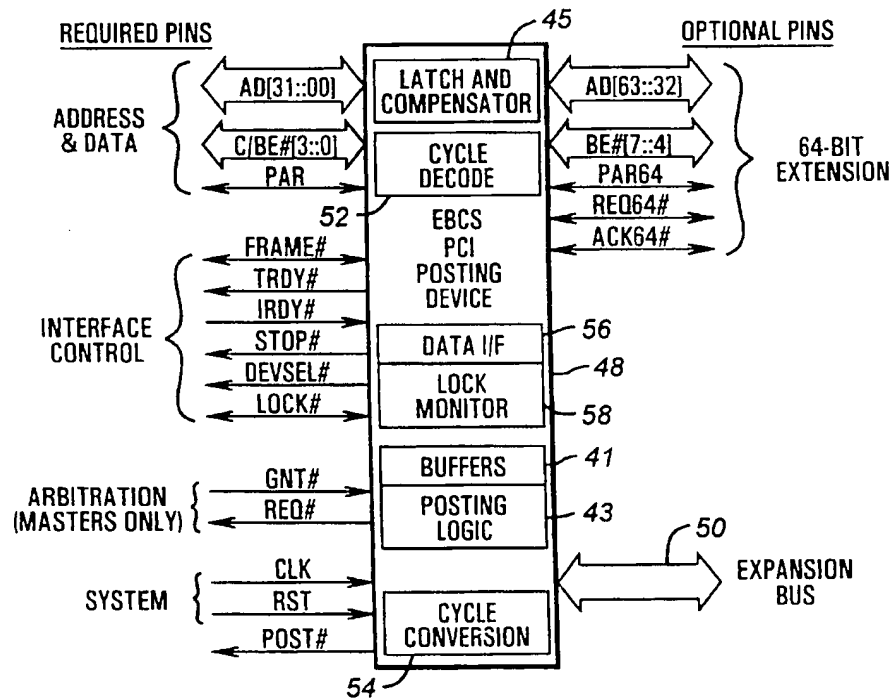 REQUIRED PINS
45
OPTIONAL PINS
AD[31::00]
LATCH AND
COMPENSATOR
AD[63::32]
ADDRESS
& DATA
C/BE#[3::0]
CYCLE
DECODE
BE#[7::4]
64-BIT
EXTENSION
PAR
52
PAR64
REQ64#
ACK64#
EBCS
PCI
POSTING
DEVICE
INTERFACE
CONTROL
FRAME#
TRDY#
IRDY#
STOP#
DEVSEL#
LOCK#
DATA I/F
56
LOCK
MONITOR
48
58
ARBITRATION
(MASTERS ONLY)
GNT#
REQ#
BUFFERS
41
POSTING
LOGIC
43
SYSTEM
CLK
RST
POST#
50
EXPANSION
BUS
CYCLE
CONVERSION
54